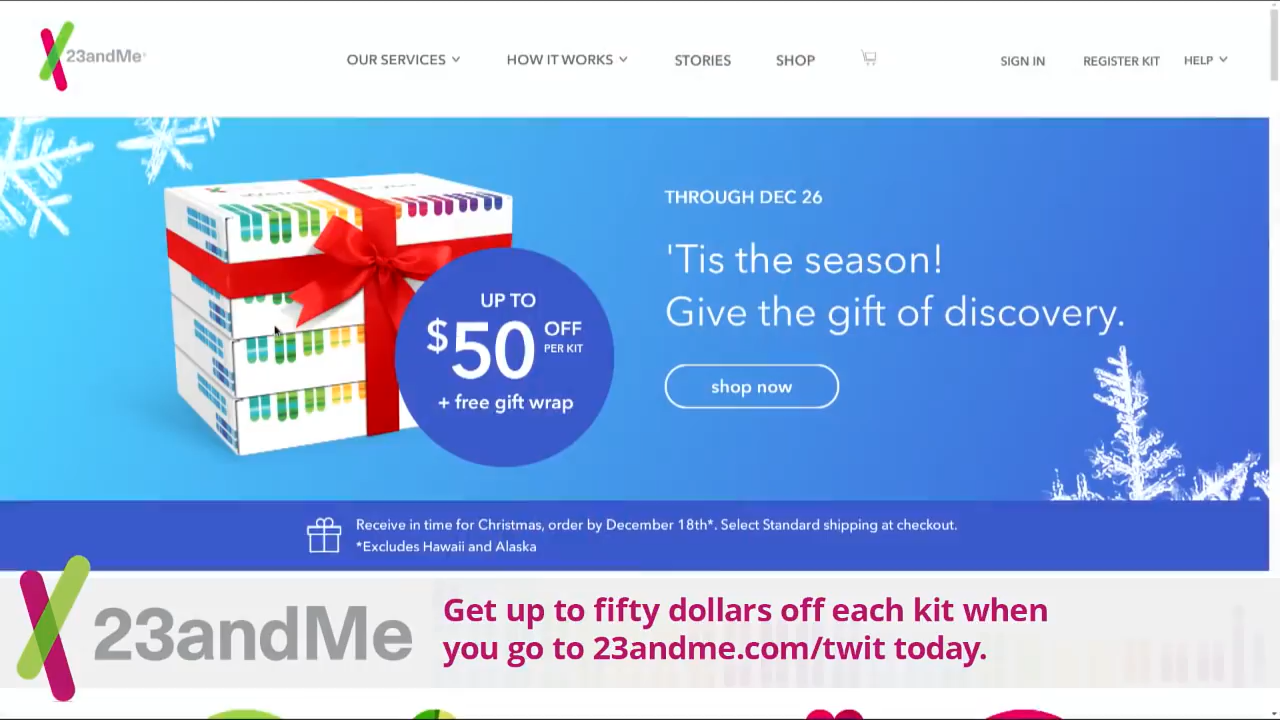 23andMe
OUR SERVICES
HOW IT WORKS
STORIES
SHOP
SIGN IN
REGISTER KIT
HELP
THROUGH DEC 26
'Tis the season!
Give the gift of discovery.
shop now
UP TO
$50 OFF
PER KIT
+ free gift wrap
Receive in time for Christmas, order by December 18th*. Select Standard shipping at checkout.
*Excludes Hawaii and Alaska
23andMe
Get up to fifty dollars off each kit when
you go to 23andme.com/twit today.